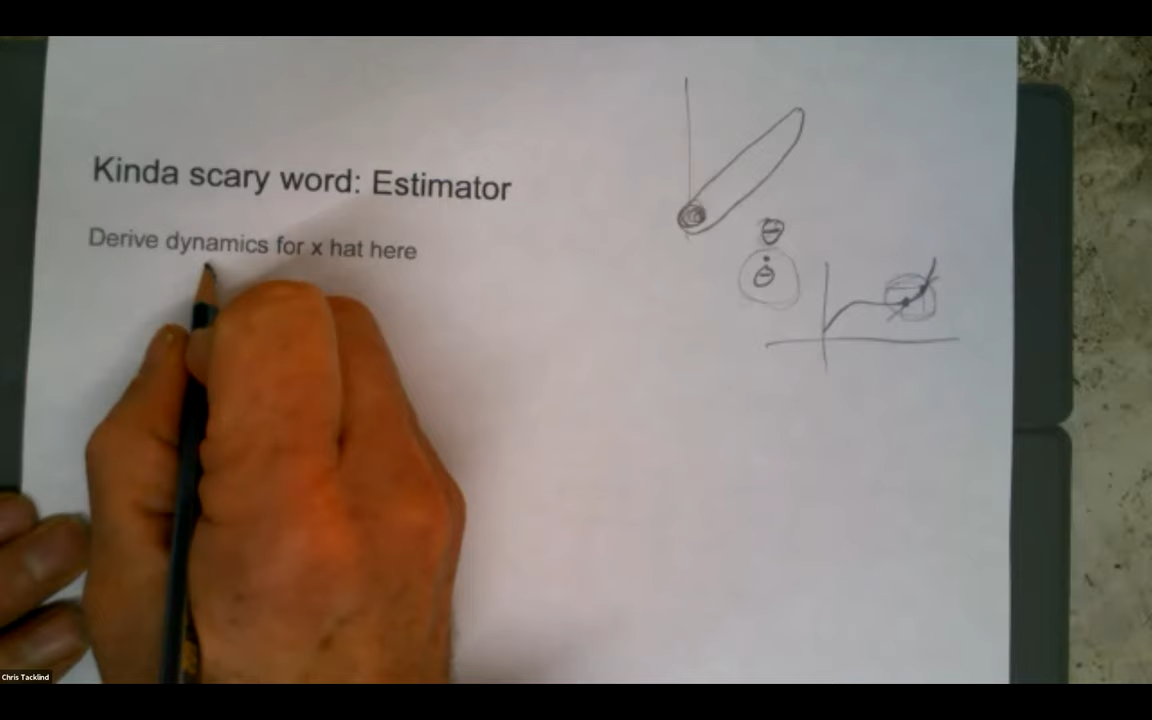 Kinda scary word: Estimator
Derive dynamics for x hat here
θ
θ̇
Chris Tacklind